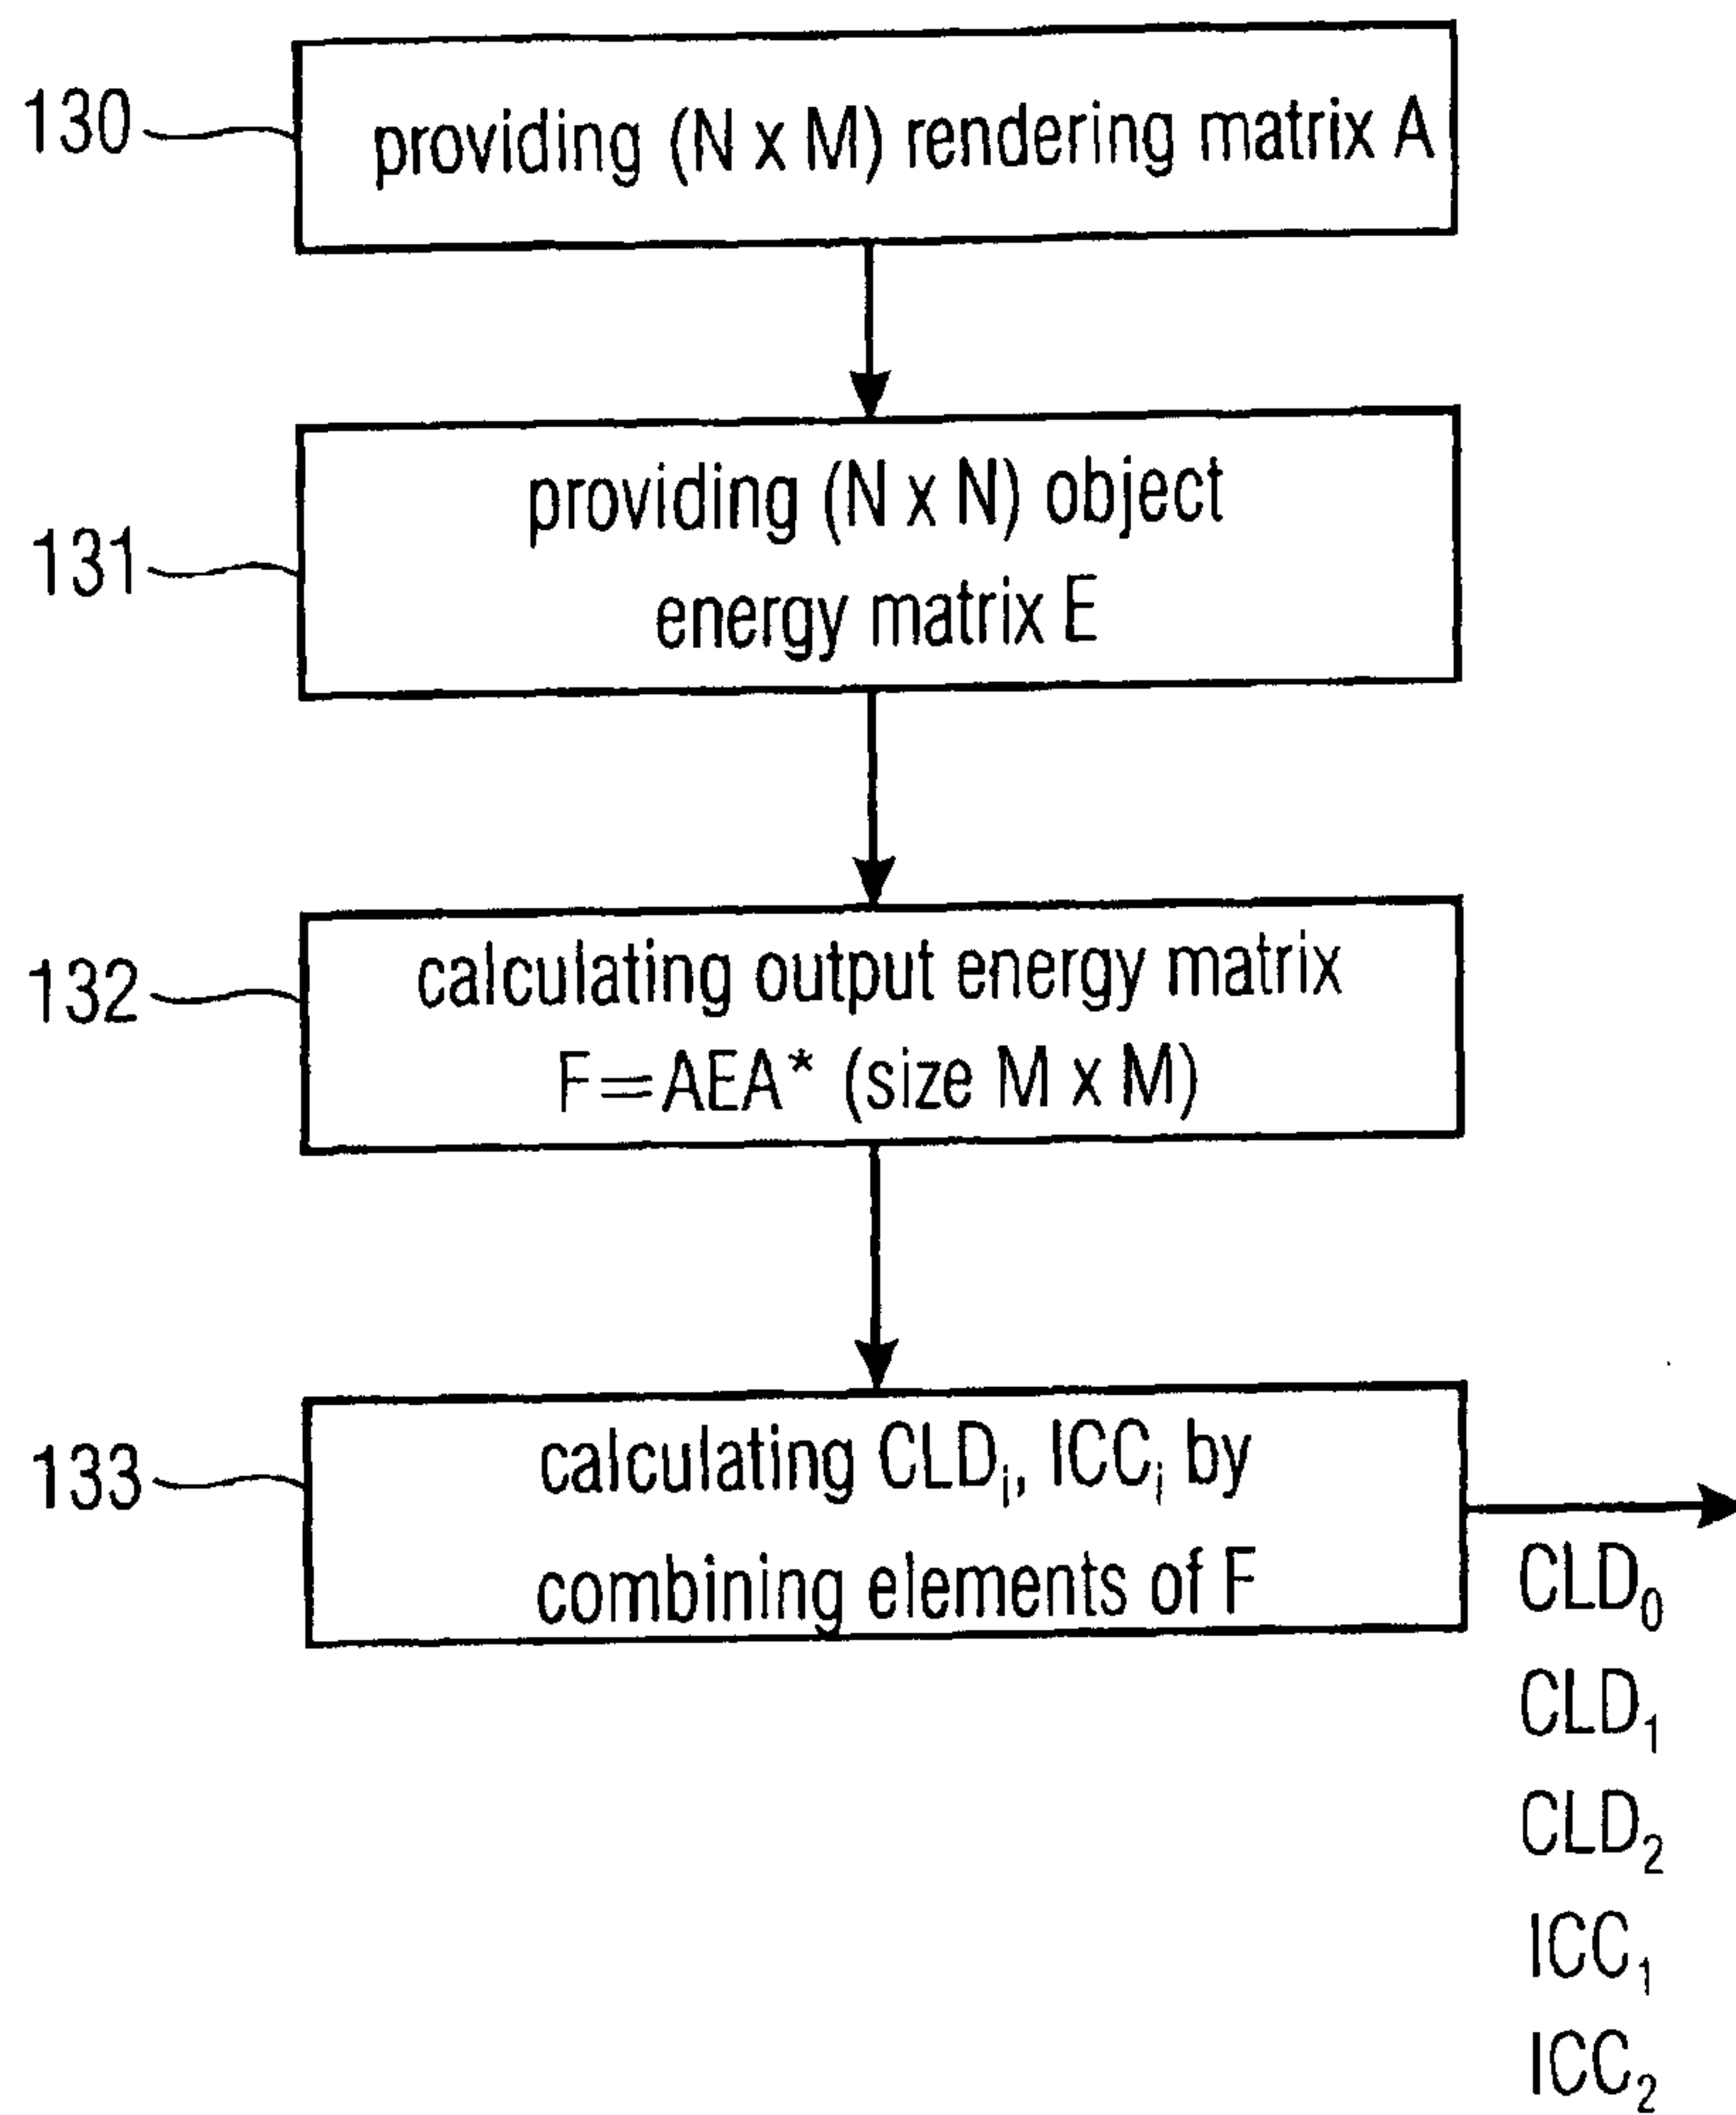 130
providing (N x M) rendering matrix A
131
providing (N x N) object
energy matrix E
132
calculating output energy matrix
F=AEA* (size M x M)
133
calculating CLDi, ICCi by
combining elements of F
CLD0
CLD1
CLD2
ICC1
ICC2